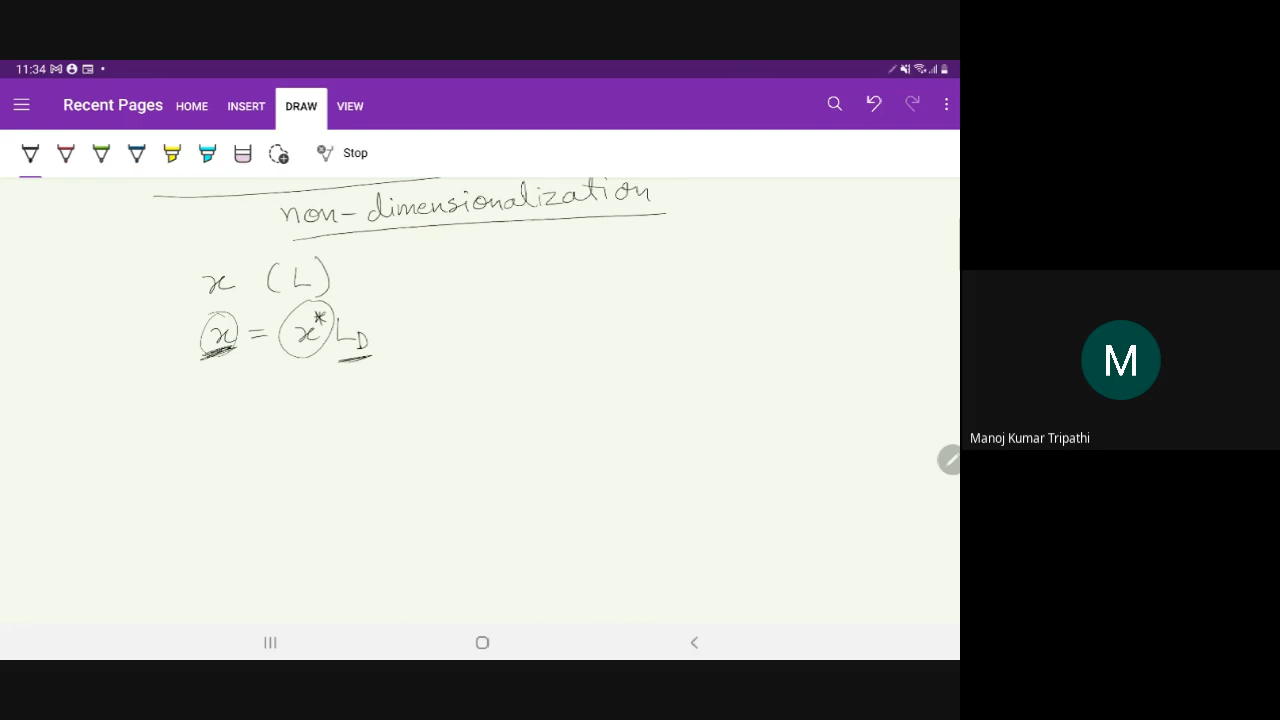 11:34
Recent Pages HOME INSERT DRAW VIEW
Stop
non-dimensionalization
x (L)
x = x* L_D
M
Manoj Kumar Tripathi